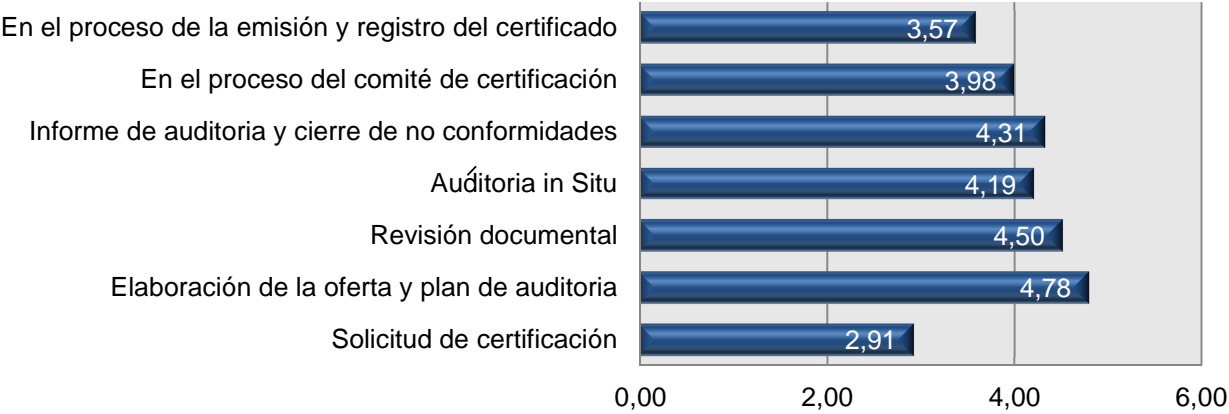 En el proceso de la emisión y registro del certificado 3,57
En el proceso del comité de certificación 3,98
Informe de auditoria y cierre de no conformidades 4,31
Auditoria in Situ 4,19
Revisión documental 4,50
Elaboración de la oferta y plan de auditoria 4,78
Solicitud de certificación 2,91
0,00 2,00 4,00 6,00